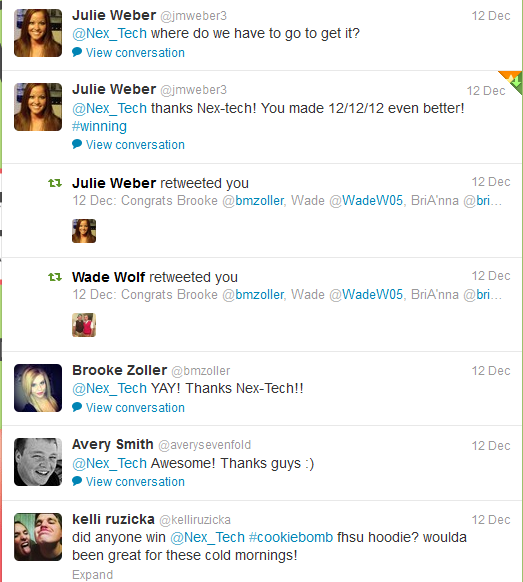 Julie Weber @jmweber3 12 Dec
@Nex_Tech where do we have to go to get it?
View conversation
Julie Weber @jmweber3 12 Dec
@Nex_Tech thanks Nex-tech! You made 12/12/12 even better!
#winning
View conversation
Julie Weber retweeted you 12 Dec
12 Dec: Congrats Brooke @bmzoller, Wade @WadeW05, BriA'nna @bri...
Wade Wolf retweeted you 12 Dec
12 Dec: Congrats Brooke @bmzoller, Wade @WadeW05, BriA'nna @bri...
Brooke Zoller @bmzoller 12 Dec
@Nex_Tech YAY! Thanks Nex-Tech!!
View conversation
Avery Smith @averysevenfold 12 Dec
@Nex_Tech Awesome! Thanks guys :)
View conversation
kelli ruzicka @kelliruzicka 12 Dec
did anyone win @Nex_Tech #cookiebomb fhsu hoodie? woulda
been great for these cold mornings!
Expand